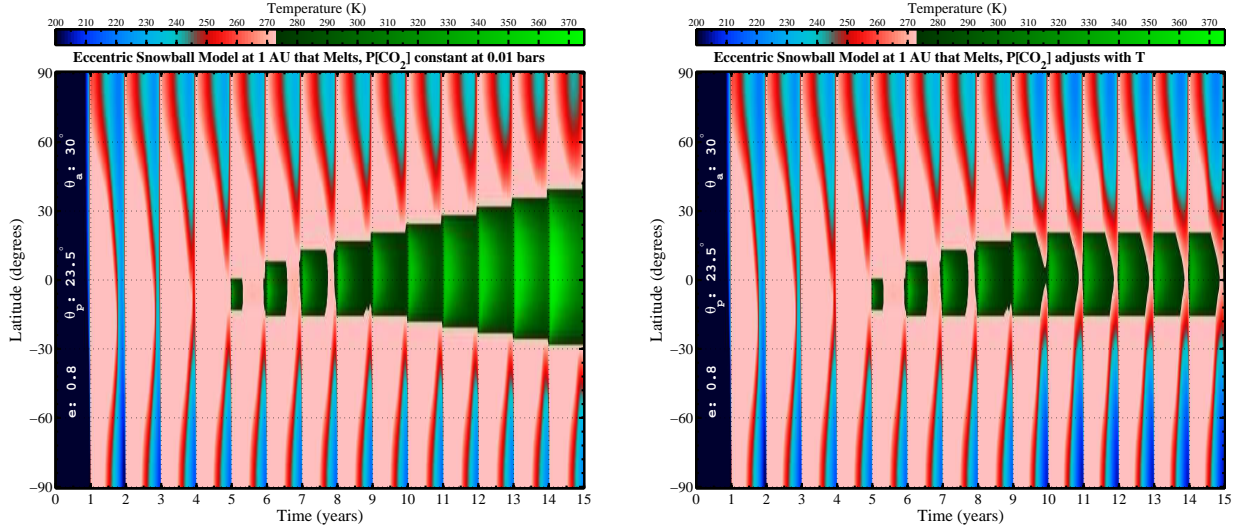 Temperature (K)
200 210 220 230 240 250 260 270 280 290 300 310 320 330 340 350 360 370
Eccentric Snowball Model at 1 AU that Melts, P[CO2] constant at 0.01 bars
Latitude (degrees)
90
60
30
0
−30
−60
−90
θa: 30°
θp: 23.5°
e: 0.8
0 1 2 3 4 5 6 7 8 9 10 11 12 13 14 15
Time (years)
Temperature (K)
200 210 220 230 240 250 260 270 280 290 300 310 320 330 340 350 360 370
Eccentric Snowball Model at 1 AU that Melts, P[CO2] adjusts with T
Latitude (degrees)
90
60
30
0
−30
−60
−90
θa: 30°
θp: 23.5°
e: 0.8
0 1 2 3 4 5 6 7 8 9 10 11 12 13 14 15
Time (years)